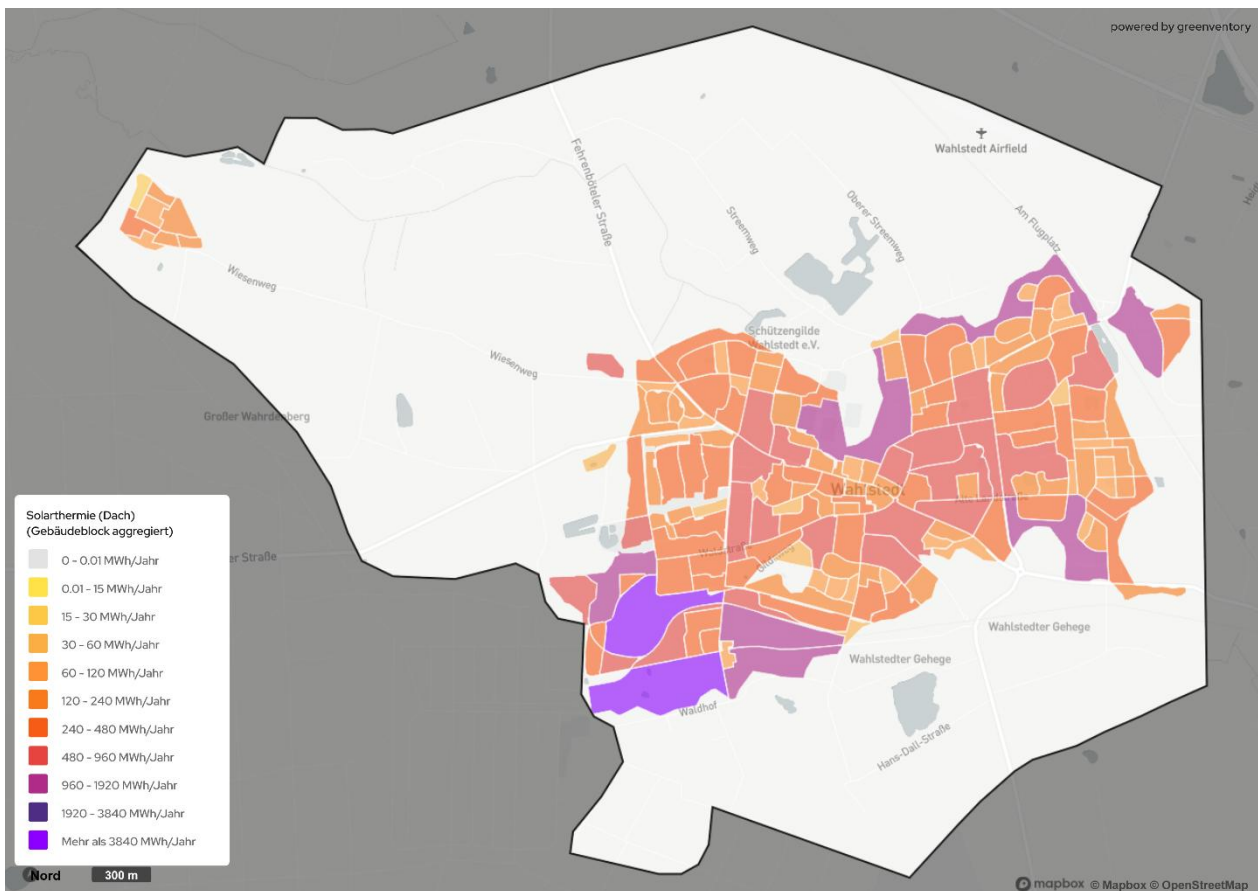 powered by greenventory
Wahlstedt Airfield
Fehrenböteler Straße
Streemweg
Oberer Streemweg
Am Flugplatz
Wiesenweg
Schützengilde
Wahlstedt e.V.
Wiesenweg
Großer Wahrdenberg
Wahlstedt
Waldstraße
er Straße
Wahlstedter Gehege
Wahlstedter Gehege
Waldhof
Hans-Dall-Straße
Solarthermie (Dach)
(Gebäudeblock aggregiert)
0 - 0.01 MWh/Jahr
0.01 - 15 MWh/Jahr
15 - 30 MWh/Jahr
30 - 60 MWh/Jahr
60 - 120 MWh/Jahr
120 - 240 MWh/Jahr
240 - 480 MWh/Jahr
480 - 960 MWh/Jahr
960 - 1920 MWh/Jahr
1920 - 3840 MWh/Jahr
Mehr als 3840 MWh/Jahr
Nord 300 m
mapbox © Mapbox © OpenStreetMap